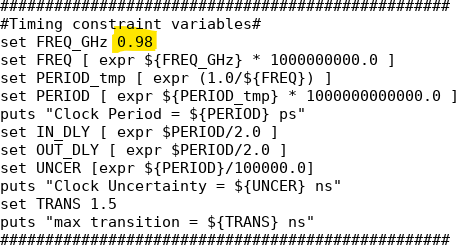 ##################################################
#Timing constraint variables#
set FREQ_GHz 0.98
set FREQ [ expr ${FREQ_GHz} * 1000000000.0 ]
set PERIOD_tmp [ expr (1.0/${FREQ}) ]
set PERIOD [ expr ${PERIOD_tmp} * 1000000000000.0 ]
puts "Clock Period = ${PERIOD} ps"
set IN_DLY [ expr $PERIOD/2.0 ]
set OUT_DLY [ expr $PERIOD/2.0 ]
set UNCER [expr ${PERIOD}/100000.0]
puts "Clock Uncertainty = ${UNCER} ns"
set TRANS 1.5
puts "max transition = ${TRANS} ns"
##################################################